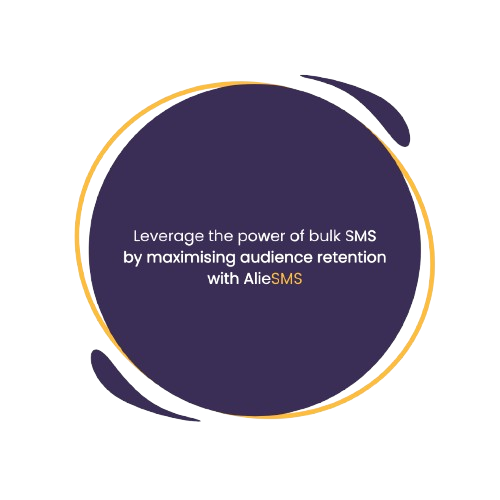 Leverage the power of bulk SMS
by maximising audience retention
with AlieSMS